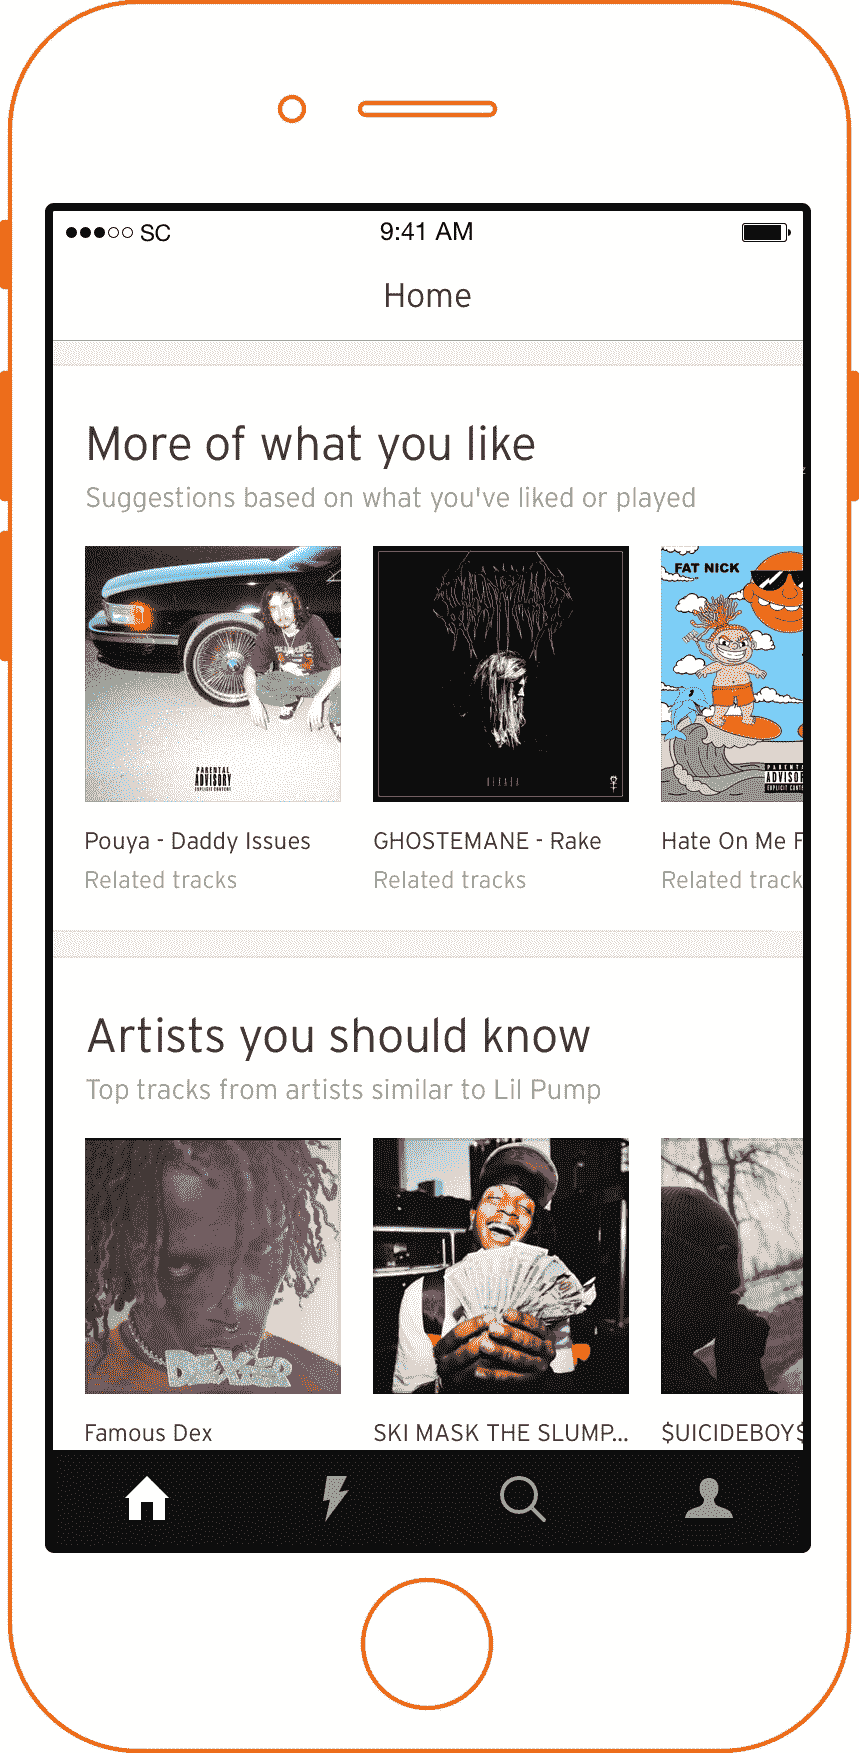 SC 9:41 AM
Home
More of what you like
Suggestions based on what you've liked or played
FAT NICK
PARENTAL
ADVISORY
EXPLICIT CONTENT
PARENTAL
ADVISOR
EXPLICIT CONTEN
Pouya - Daddy Issues
GHOSTEMANE - Rake
Hate On Me F
Related tracks
Related tracks
Related track
Artists you should know
Top tracks from artists similar to Lil Pump
Famous Dex
SKI MASK THE SLUMP...
$UICIDEBOY$